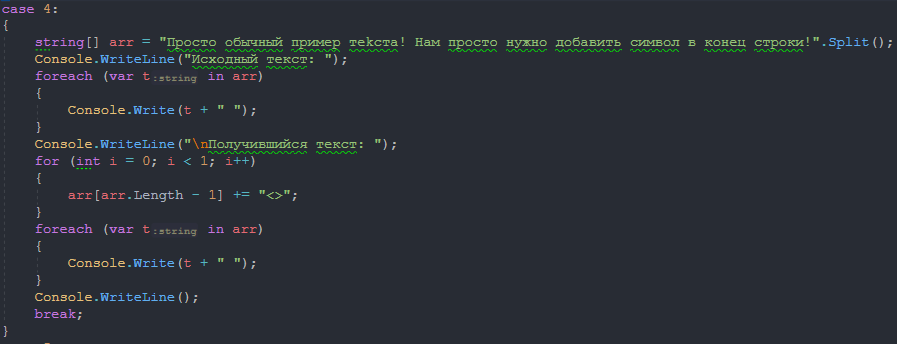 case 4:
{
string[] arr = "Просто обычный пример текста! Нам просто нужно добавить символ в конец строки!".Split();
Console.WriteLine("Исходный текст: ");
foreach (var t:string in arr)
{
Console.Write(t + " ");
}
Console.WriteLine("\nПолучившийся текст: ");
for (int i = 0; i < 1; i++)
{
arr[arr.Length - 1] += "<>";
}
foreach (var t:string in arr)
{
Console.Write(t + " ");
}
Console.WriteLine();
break;
}